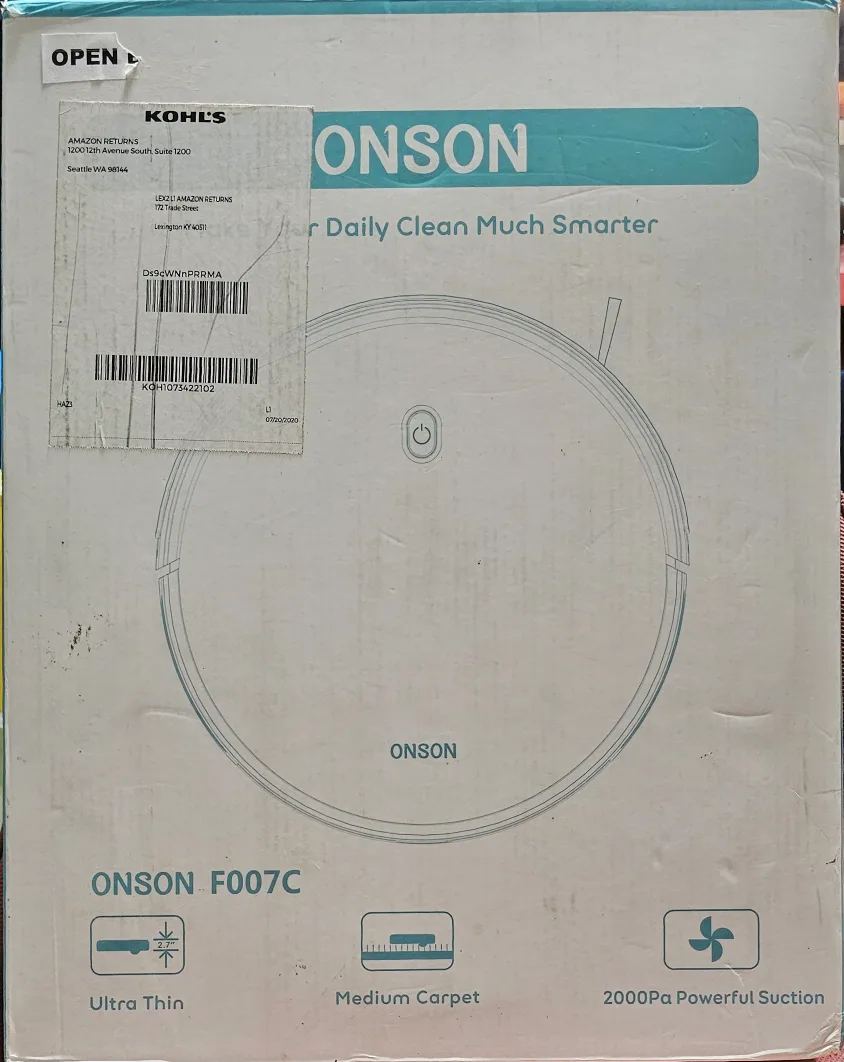 OPEN
KOHL'S
AMAZON RETURNS
1200 12th Avenue South, Suite 1200
Seattle WA 98144
LEX2 L1 AMAZON RETURNS
172 Trade Street
Lexington KY 40511
Ds9cWNnPRRMA
KOH1073422102
HAZ3
L1
07/20/2020
ONSON
Daily Clean Much Smarter
ONSON
ONSON F007C
2.7"
Ultra Thin
Medium Carpet
2000Pa Powerful Suction